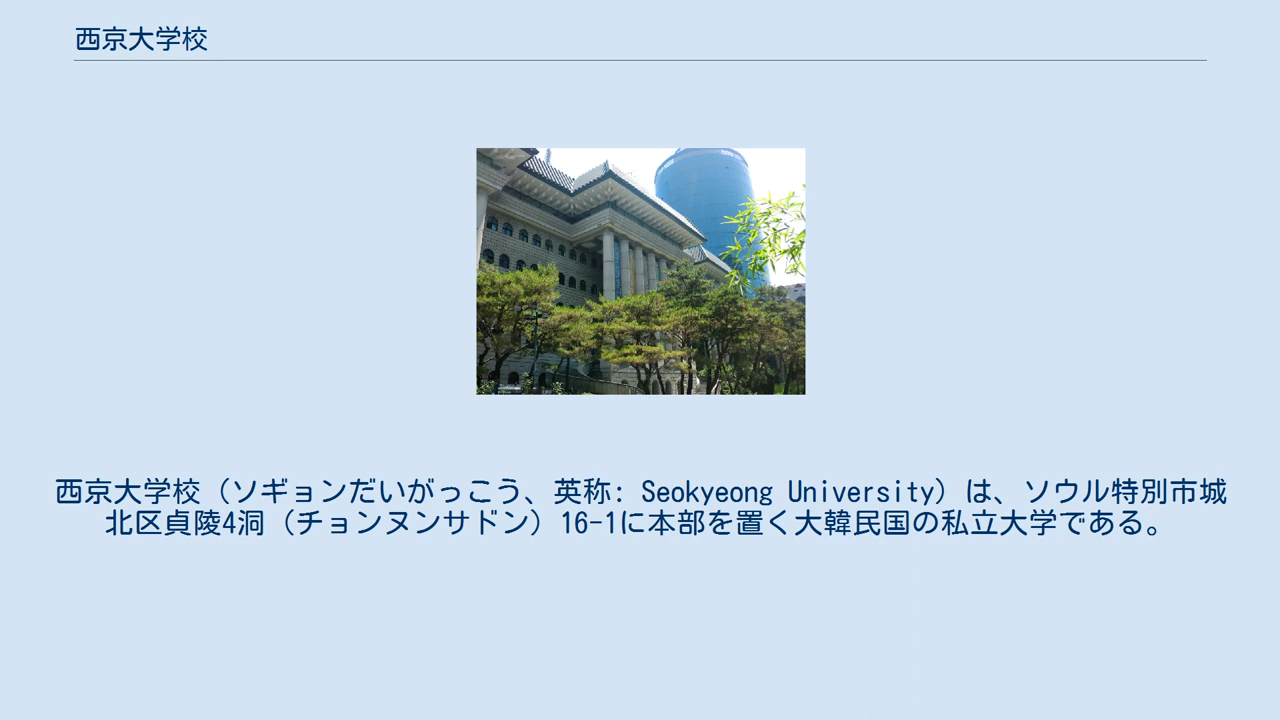 西京大学校
西京大学校（ソギョンだいがっこう、英称: Seokyeong University）は、ソウル特別市城
北区貞陵4洞（チョンヌンサドン）16-1に本部を置く大韓民国の私立大学である。